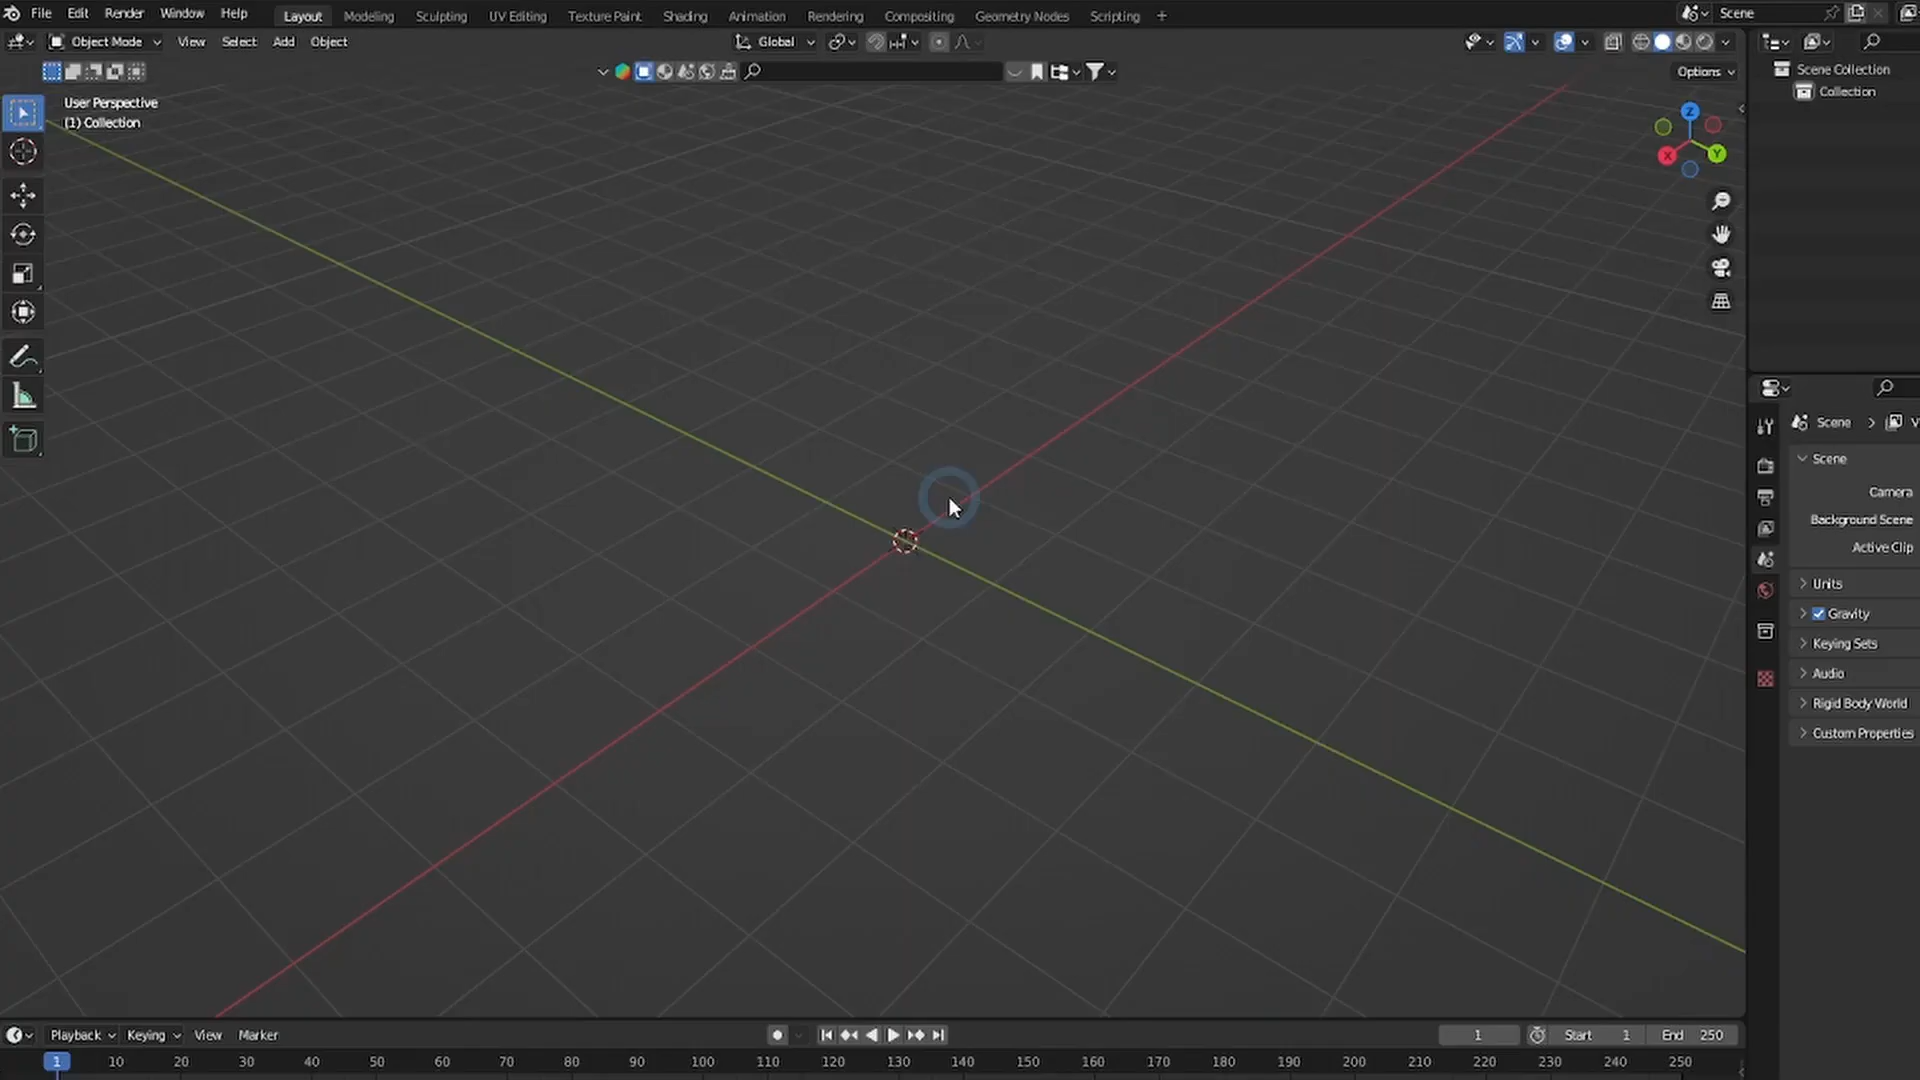 File Edit Render Window Help Layout Modeling Sculpting UV Editing Texture Paint Shading Animation Rendering Compositing Geometry Nodes Scripting + Scene
Object Mode View Select Add Object Global
Options
User Perspective
(1) Collection
Z
X
Y
Scene Collection
Collection
Scene > V
Scene
Camera
Background Scene
Active Clip
Units
Gravity
Keying Sets
Audio
Rigid Body World
Custom Properties
Playback Keying View Marker 1 Start 1 End 250
1 10 20 30 40 50 60 70 80 90 100 110 120 130 140 150 160 170 180 190 200 210 220 230 240 250